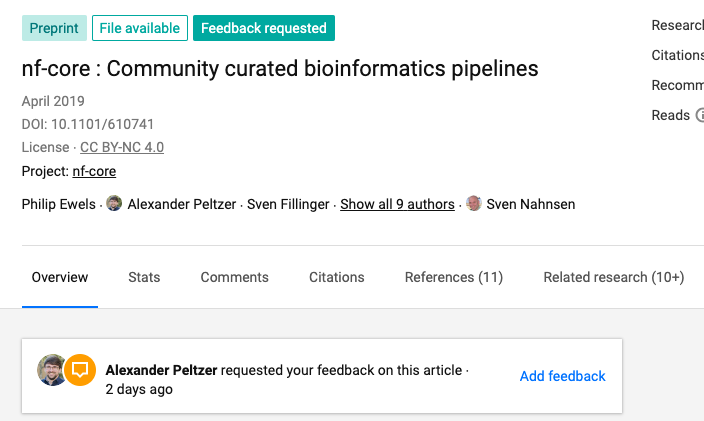 Preprint File available Feedback requested
nf-core : Community curated bioinformatics pipelines
April 2019
DOI: 10.1101/610741
License · CC BY-NC 4.0
Project: nf-core
Philip Ewels · Alexander Peltzer · Sven Fillinger · Show all 9 authors · Sven Nahnsen
Research
Citations
Recomm
Reads
Overview Stats Comments Citations References (11) Related research (10+)
Alexander Peltzer requested your feedback on this article ·
2 days ago
Add feedback